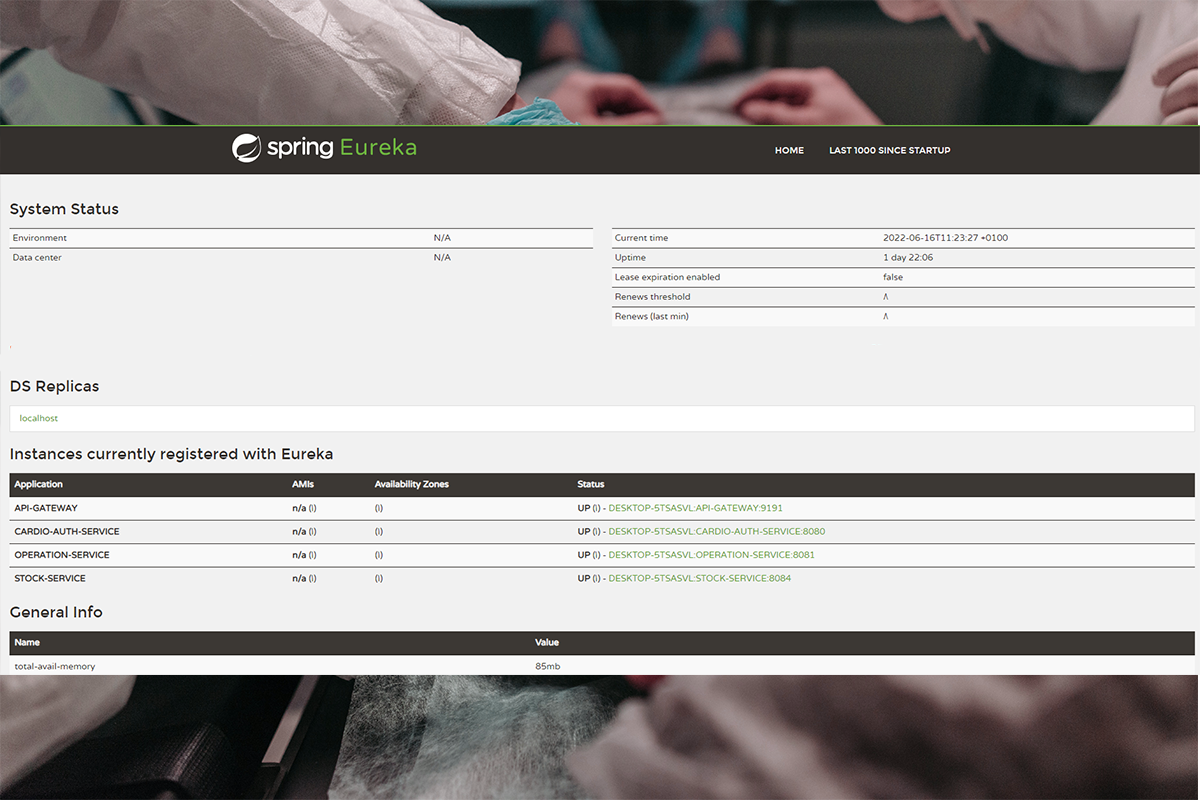 spring Eureka
HOME LAST 1000 SINCE STARTUP
System Status
Environment N/A
Data center N/A
Current time 2022-06-16T11:23:27 +0100
Uptime 1 day 22:06
Lease expiration enabled false
Renews threshold
Renews (last min)
DS Replicas
localhost
Instances currently registered with Eureka
Application AMIs Availability Zones Status
API-GATEWAY n/a (1) (1) UP (1) - DESKTOP-5TSASVL:API-GATEWAY:9191
CARDIO-AUTH-SERVICE n/a (1) (1) UP (1) - DESKTOP-5TSASVL:CARDIO-AUTH-SERVICE:8080
OPERATION-SERVICE n/a (1) (1) UP (1) - DESKTOP-5TSASVL:OPERATION-SERVICE:8081
STOCK-SERVICE n/a (1) (1) UP (1) - DESKTOP-5TSASVL:STOCK-SERVICE:8084
General Info
Name Value
total-avail-memory 85mb